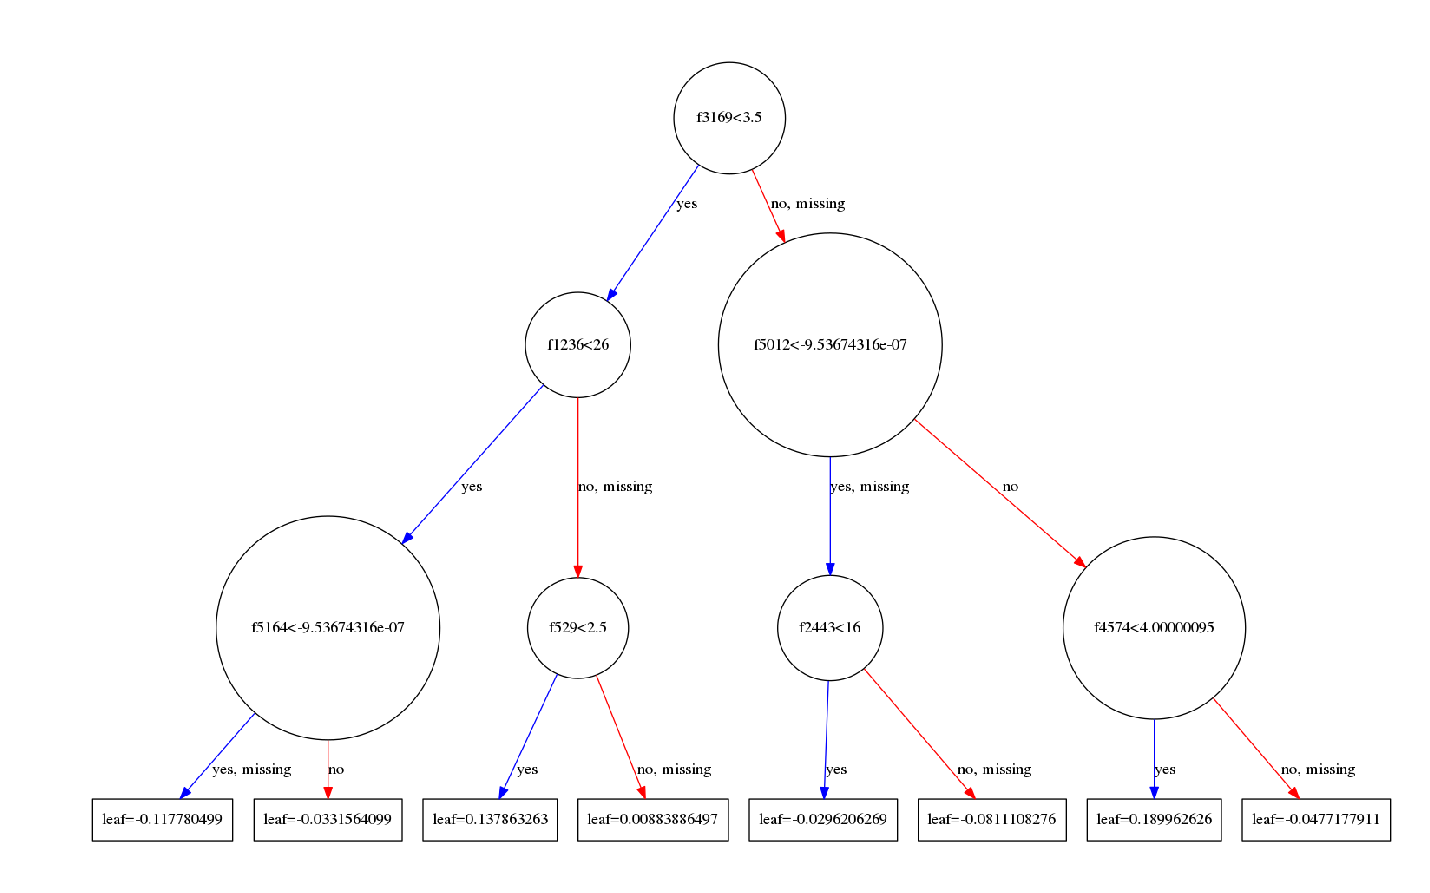 f3169<3.5
yes
no, missing
f1236<26
f5012<-9.53674316e-07
yes
no, missing
yes, missing
no
f5164<-9.53674316e-07
f529<2.5
f2443<16
f4574<4.00000095
yes, missing
no
yes
no, missing
yes
no, missing
yes
no, missing
leaf=-0.117780499
leaf=-0.0331564099
leaf=0.137863263
leaf=0.00883886497
leaf=-0.0296206269
leaf=-0.0811108276
leaf=0.189962626
leaf=-0.0477177911